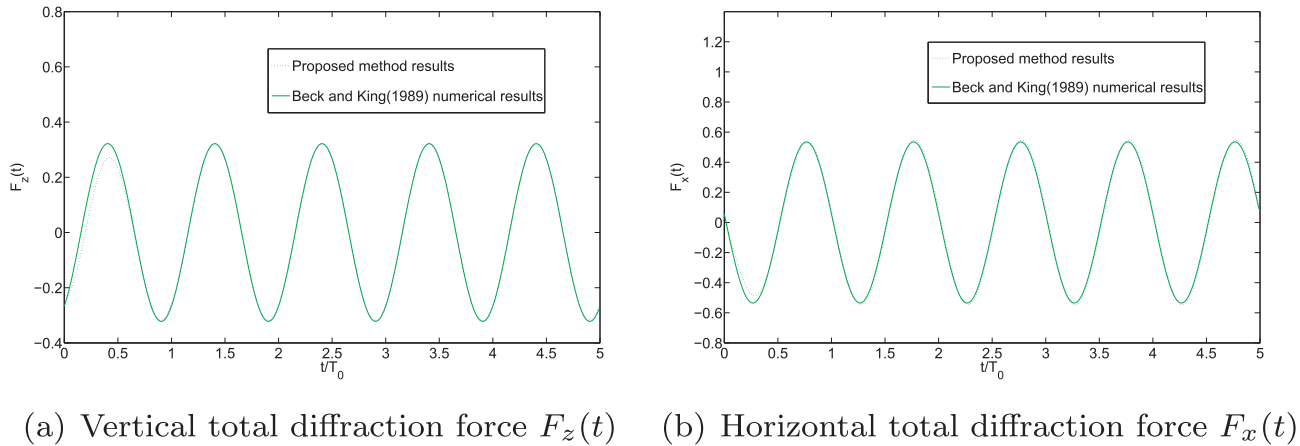 0.8
0.6
0.4
0.2
0
−0.2
−0.4
F_z(t)
Proposed method results
Beck and King(1989) numerical results
0 0.5 1 1.5 2 2.5 3 3.5 4 4.5 5
t/T_0
(a) Vertical total diffraction force F_z(t)
1.2
1
0.8
0.6
0.4
0.2
0
−0.2
−0.4
−0.6
−0.8
F_x(t)
Proposed method results
Beck and King(1989) numerical results
0 0.5 1 1.5 2 2.5 3 3.5 4 4.5 5
t/T_0
(b) Horizontal total diffraction force F_x(t)